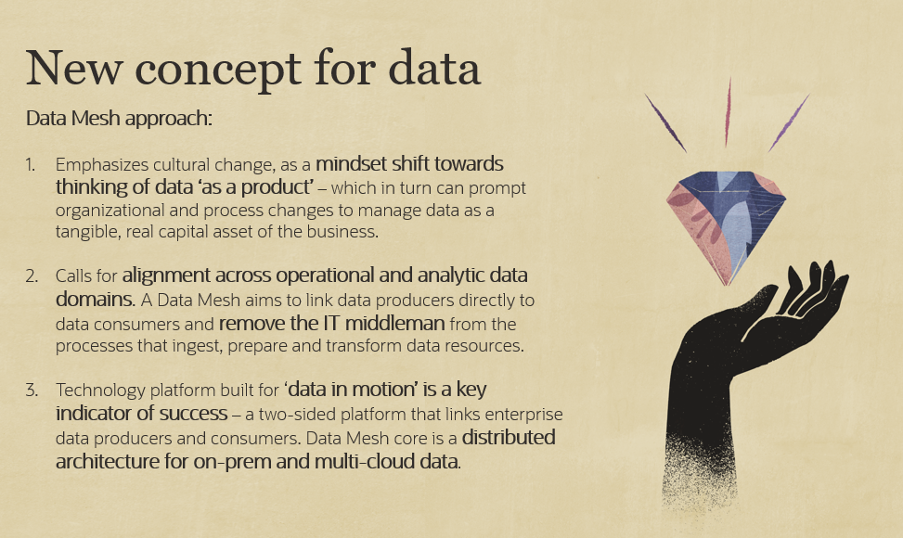 New concept for data
Data Mesh approach:
1. Emphasizes cultural change, as a mindset shift towards
thinking of data ‘as a product’ – which in turn can prompt
organizational and process changes to manage data as a
tangible, real capital asset of the business.
2. Calls for alignment across operational and analytic data
domains. A Data Mesh aims to link data producers directly to
data consumers and remove the IT middleman from the
processes that ingest, prepare and transform data resources.
3. Technology platform built for ‘data in motion’ is a key
indicator of success – a two-sided platform that links enterprise
data producers and consumers. Data Mesh core is a distributed
architecture for on-prem and multi-cloud data.